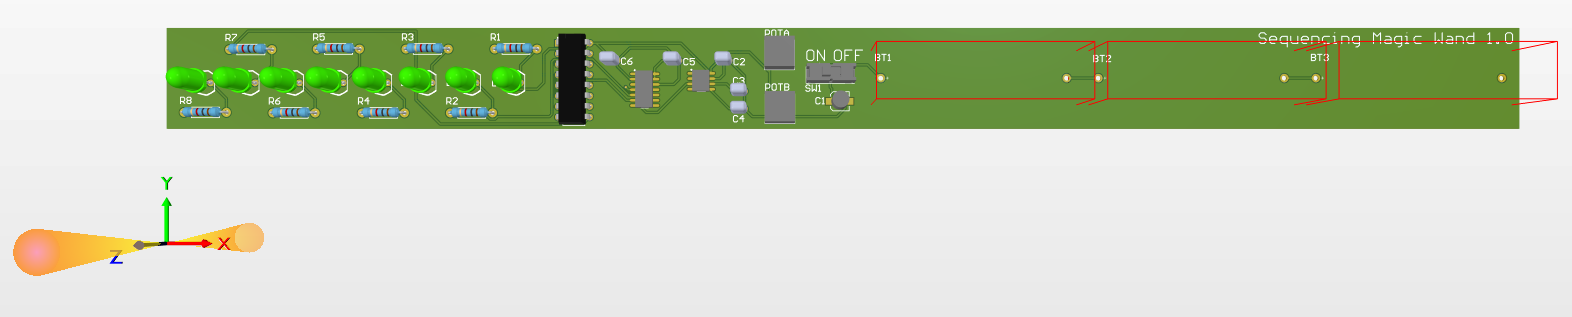 R7 R5 R3 R1
POTA
Sequencing Magic Wand 1.0
ON OFF
C6 C5 C2 BT1 BT2 BT3
C3 POTB SW1
R8 R6 R4 R2 C1
C4
Y
X
Z